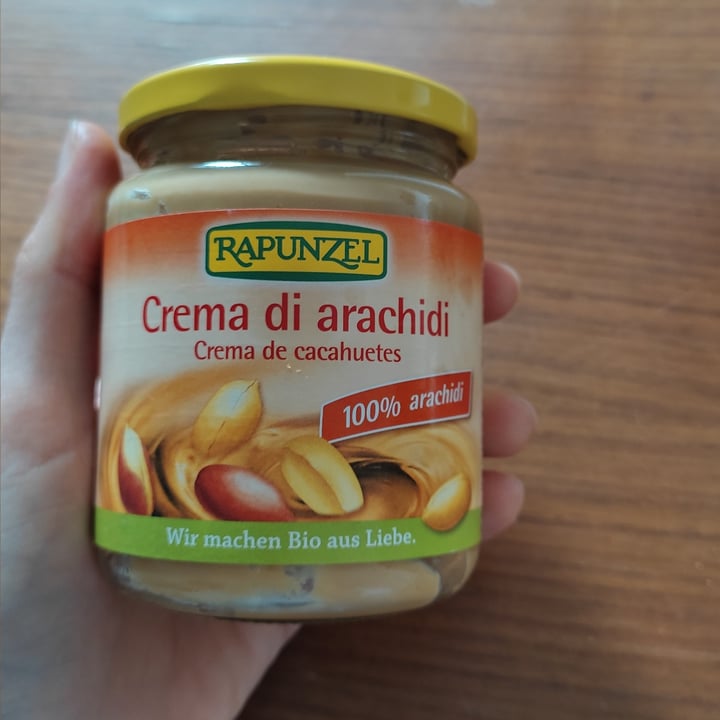 RAPUNZEL
Crema di arachidi
Crema de cacahuetes
100% arachidi
Wir machen Bio aus Liebe.